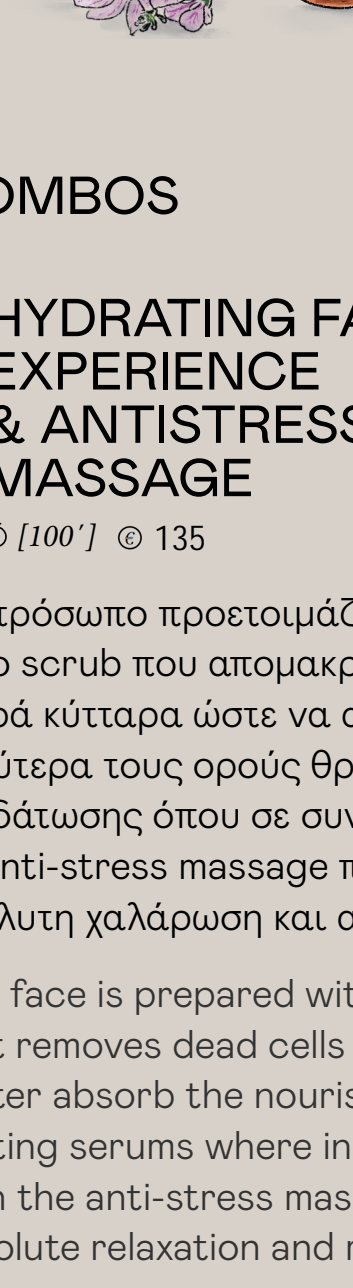 OMBOS
HYDRATING FA
EXPERIENCE
& ANTISTRESS
MASSAGE
[100΄] € 135
πρόσωπο προετοιμάζ
ο scrub που απομακρ
ρά κύτταρα ώστε να α
ύτερα τους ορούς θρ
δάτωσης όπου σε συν
nti-stress massage π
λυτη χαλάρωση και α
face is prepared wit
t removes dead cells
ter absorb the nouris
ting serums where in
n the anti-stress mas
olute relaxation and r